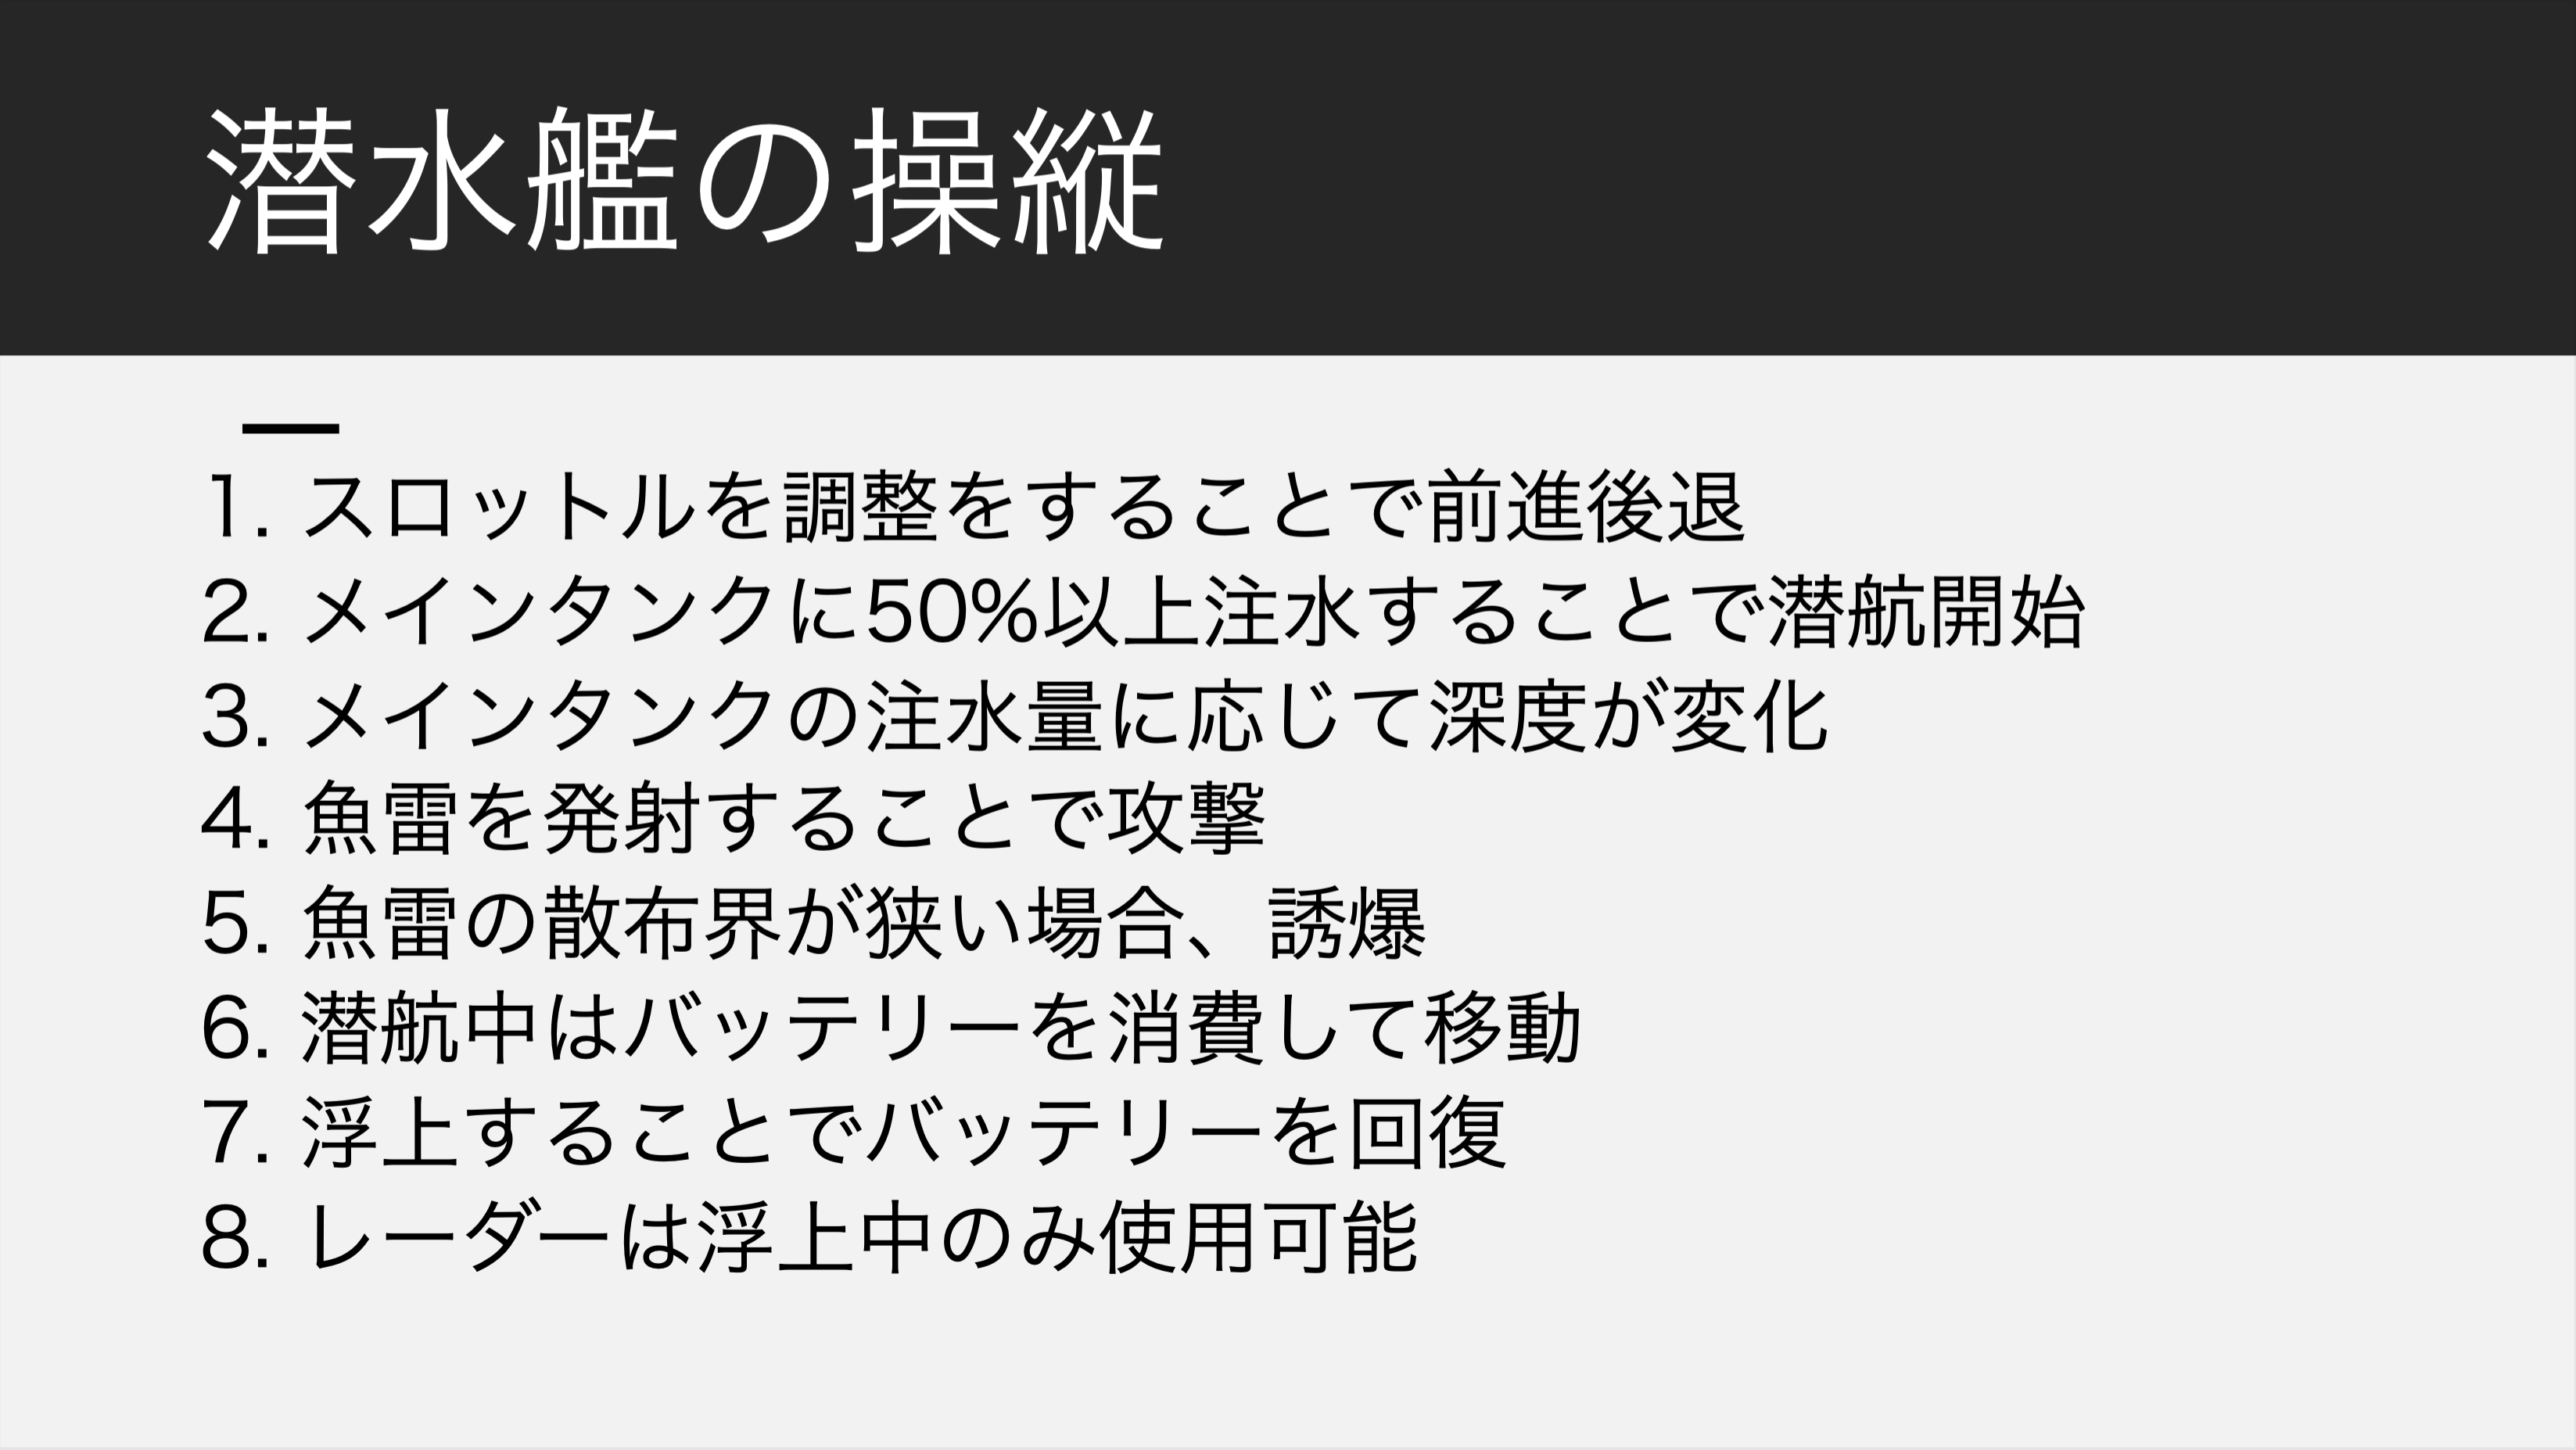 潜水艦の操縦
1. スロットルを調整をすることで前進後退
2. メインタンクに50%以上注水することで潜航開始
3. メインタンクの注水量に応じて深度が変化
4. 魚雷を発射することで攻撃
5. 魚雷の散布界が狭い場合、誘爆
6. 潜航中はバッテリーを消費して移動
7. 浮上することでバッテリーを回復
8. レーダーは浮上中のみ使用可能